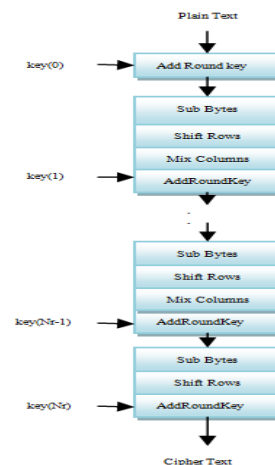 Plain Text
key(0) Add Round key
Sub Bytes
Shift Rows
Mix Columns
key(1) AddRoundKey
Sub Bytes
Shift Rows
Mix Columns
key(Nr-1) AddRoundKey
Sub Bytes
Shift Rows
key(Nr) AddRoundKey
Cipher Text